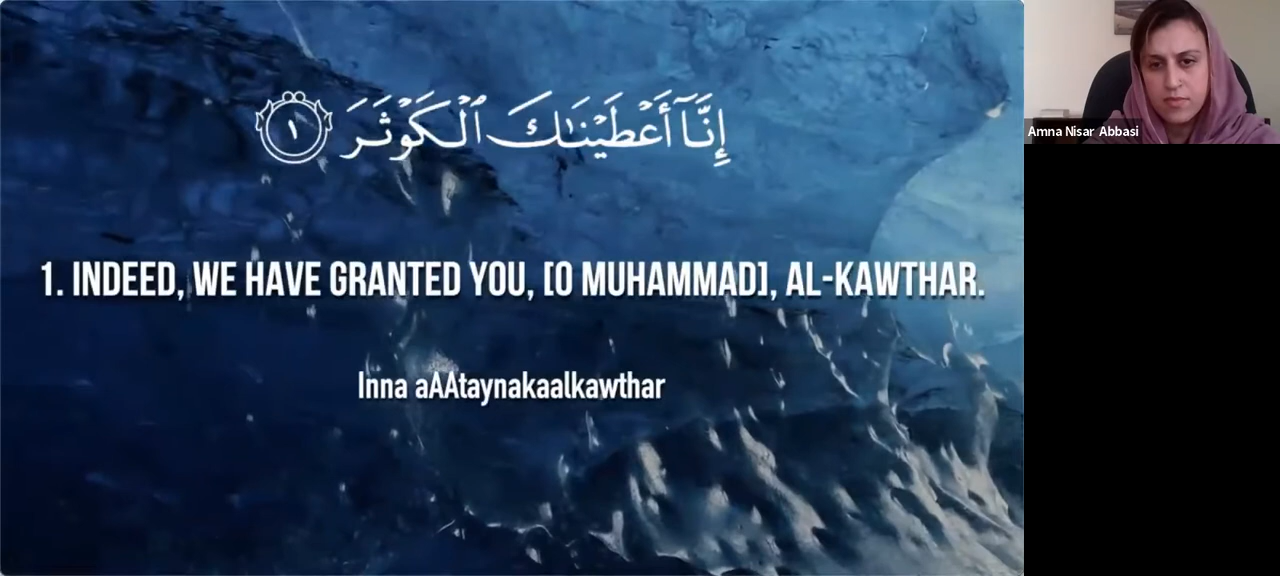 إِنَّآ أَعْطَيْنَـٰكَ ٱلْكَوْثَرَ ١
1. INDEED, WE HAVE GRANTED YOU, [O MUHAMMAD], AL-KAWTHAR.
Inna aAAtaynakaalkawthar
Amna Nisar Abbasi